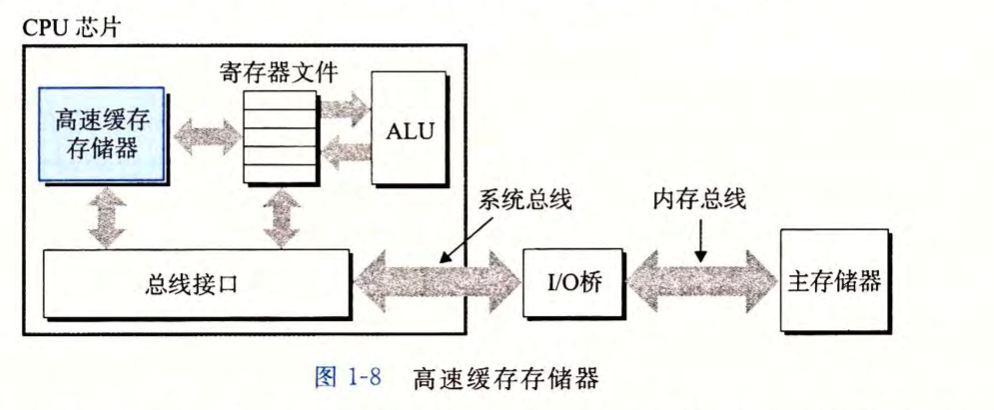 CPU 芯片
寄存器文件
高速缓存
存储器
ALU
系统总线
内存总线
总线接口
I/O桥
主存储器
图 1-8 高速缓存存储器